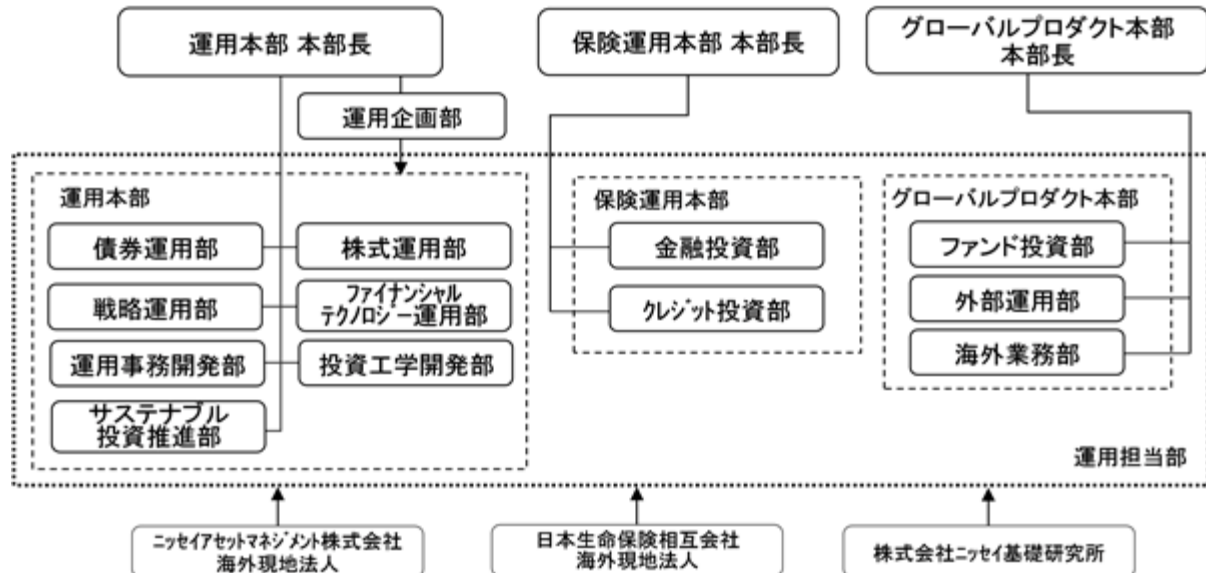 運用本部 本部長
保険運用本部 本部長
グローバルプロダクト本部
本部長
運用企画部
運用本部
債券運用部
株式運用部
戦略運用部
ファイナンシャル
テクノロジー運用部
運用事務開発部
投資工学開発部
サステナブル
投資推進部
保険運用本部
金融投資部
クレジット投資部
グローバルプロダクト本部
ファンド投資部
外部運用部
海外業務部
運用担当部
ニッセイアセットマネジメント株式会社
海外現地法人
日本生命保険相互会社
海外現地法人
株式会社ニッセイ基礎研究所